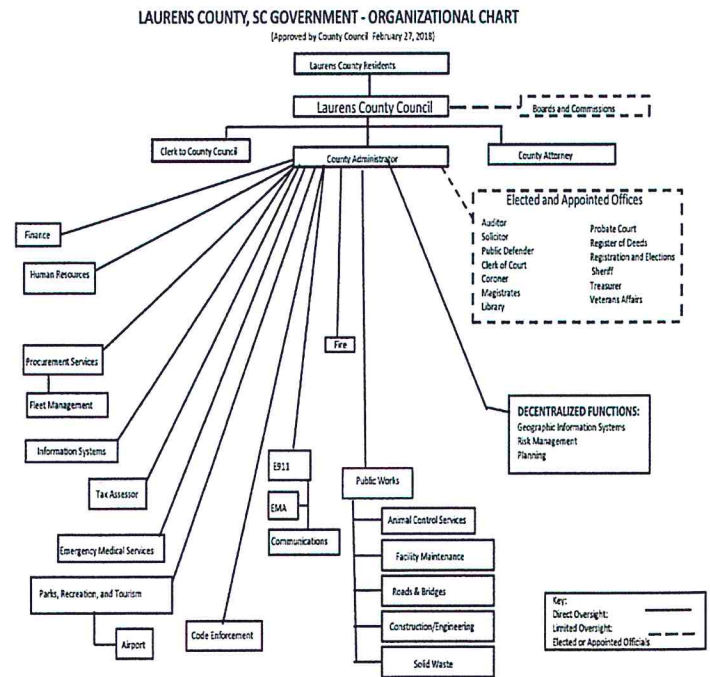 LAURENS COUNTY, SC GOVERNMENT - ORGANIZATIONAL CHART
(Approved by County Council February 27, 2018)
Laurens County Residents
Laurens County Council
Boards and Commissions
Clerk to County Council
County Administrator
County Attorney
Elected and Appointed Offices
Auditor
Solicitor
Public Defender
Clerk of Court
Coroner
Magistrates
Library
Probate Court
Register of Deeds
Registration and Elections
Sheriff
Treasurer
Veterans Affairs
Finance
Human Resources
Fire
Procurement Services
Fleet Management
DECENTRALIZED FUNCTIONS:
Geographic Information Systems
Risk Management
Planning
Information Systems
E911
EMA
Communications
Public Works
Tax Assessor
Animal Control Services
Emergency Medical Services
Facility Maintenance
Parks, Recreation, and Tourism
Roads & Bridges
Airport
Code Enforcement
Construction/Engineering
Solid Waste
Key:
Direct Oversight:
Limited Oversight:
Elected or Appointed Officials